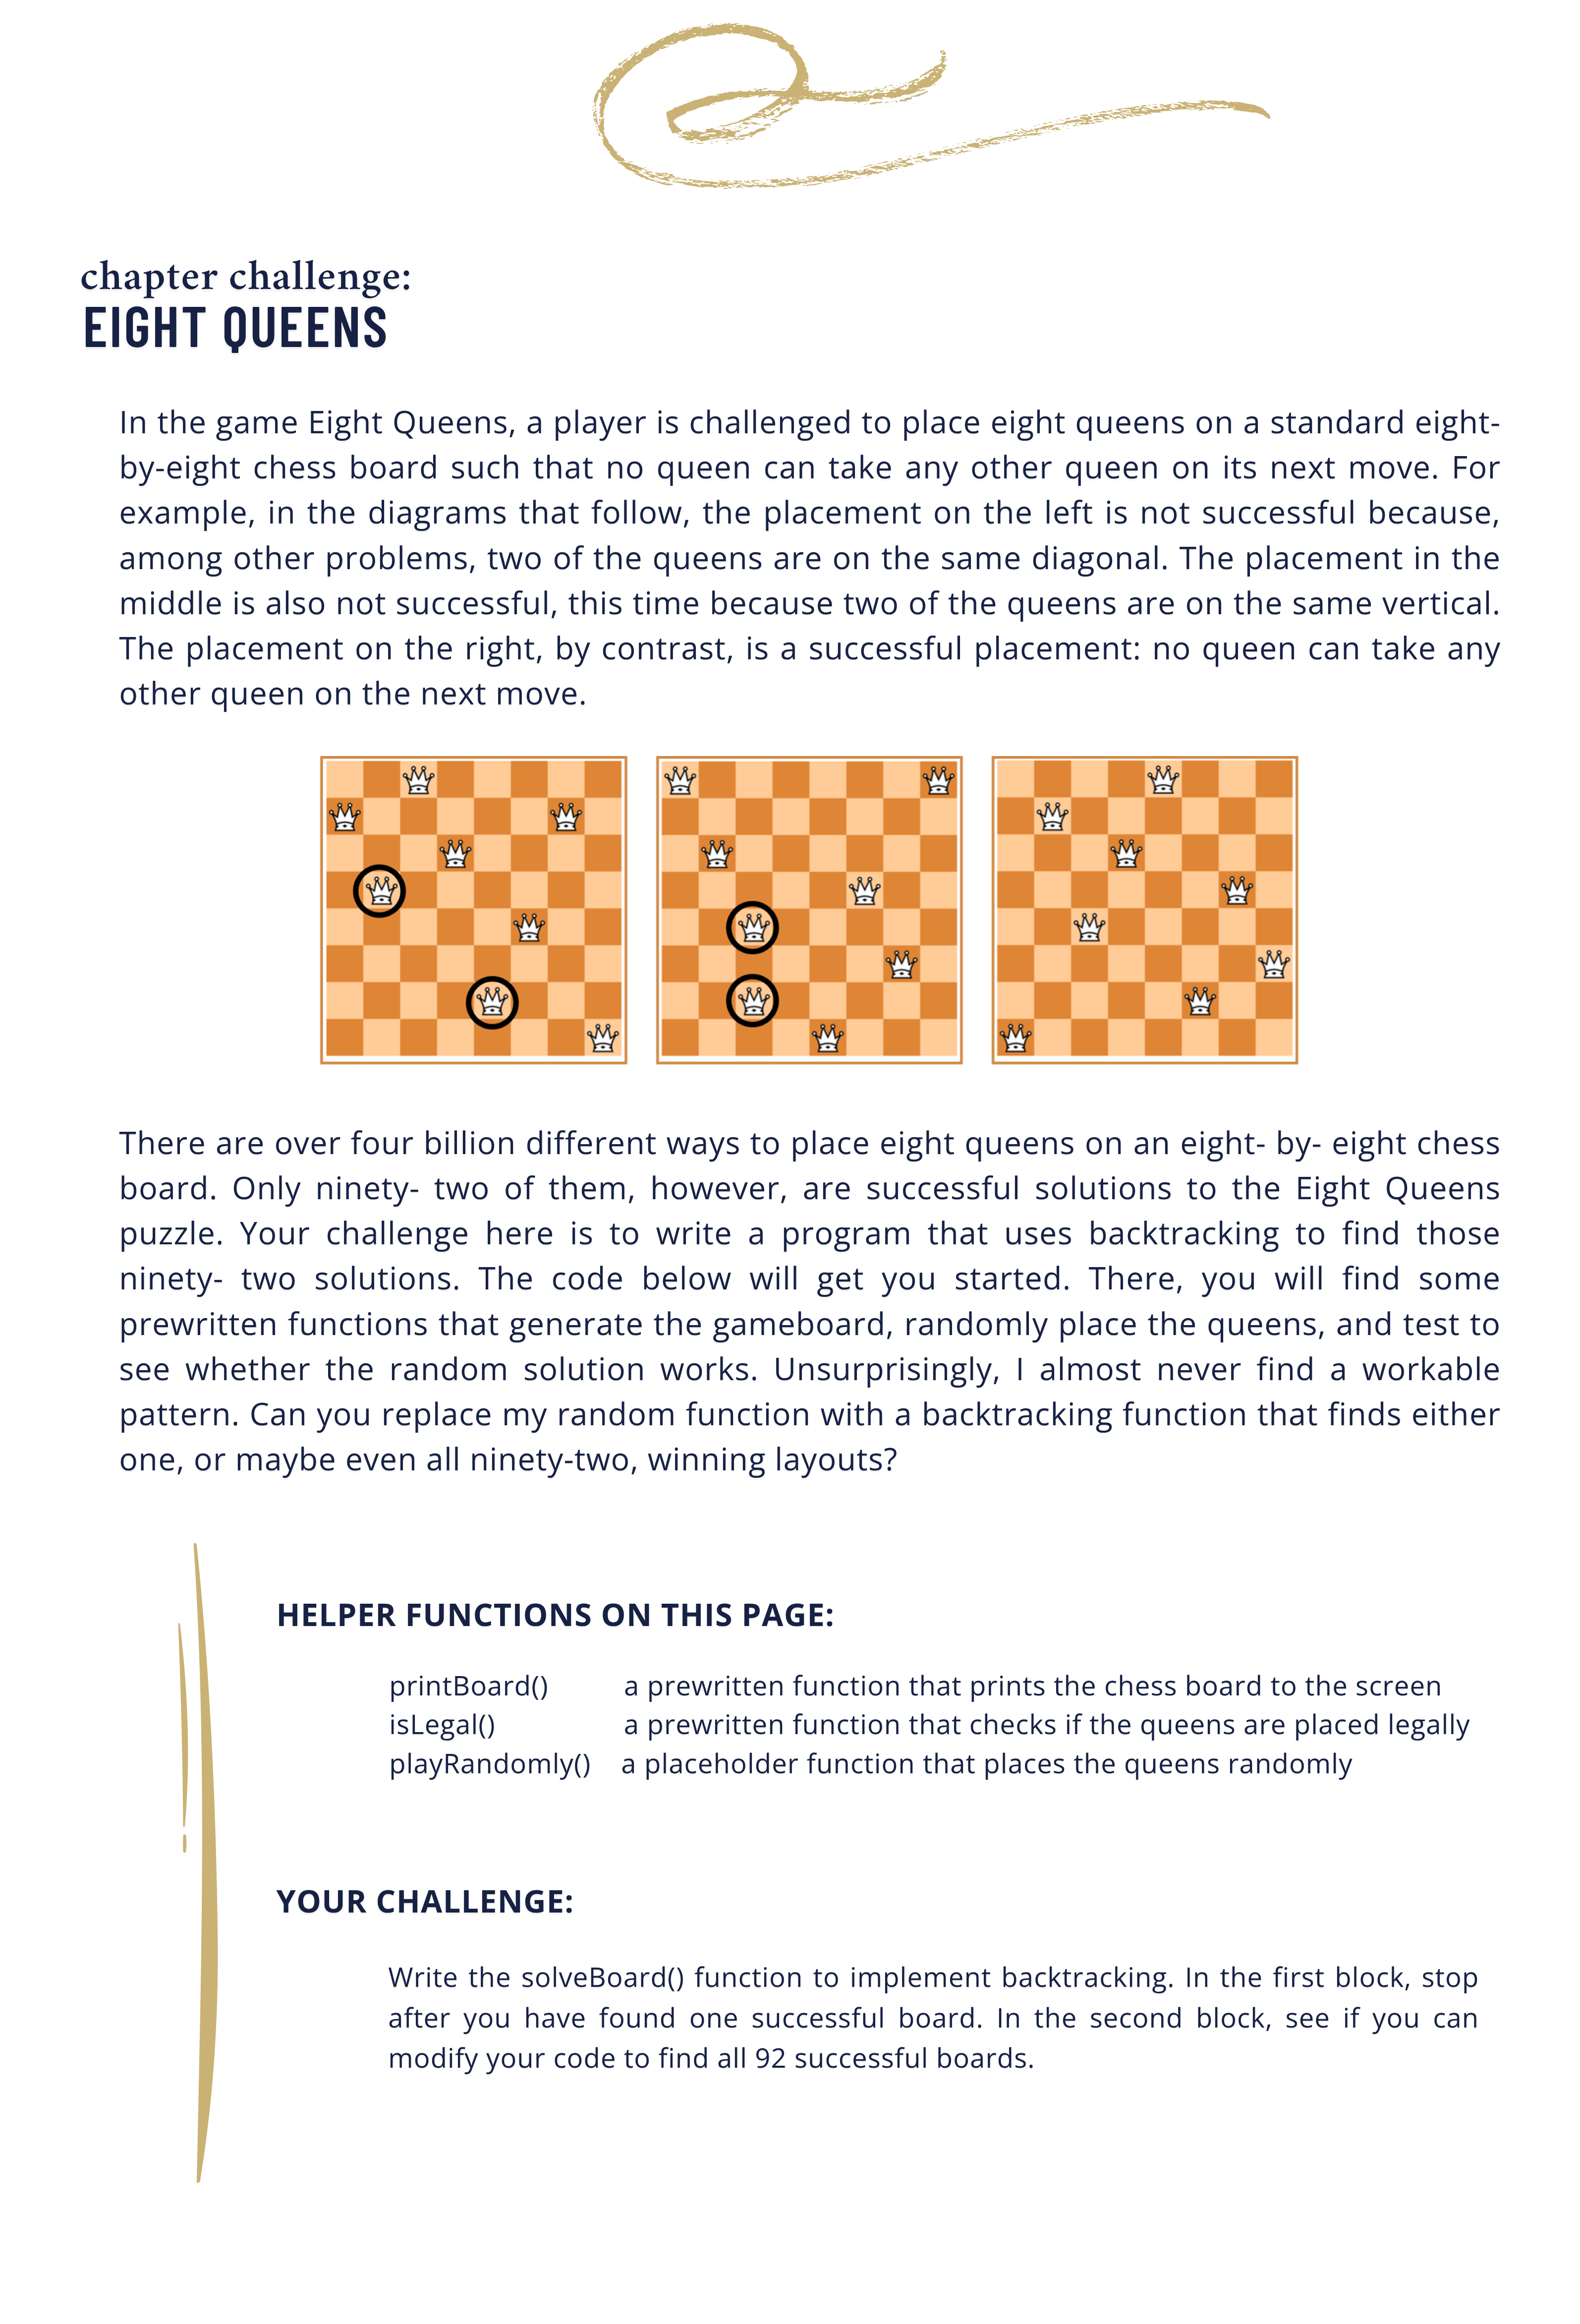 chapter challenge:
EIGHT QUEENS
In the game Eight Queens, a player is challenged to place eight queens on a standard eight-
by-eight chess board such that no queen can take any other queen on its next move. For
example, in the diagrams that follow, the placement on the left is not successful because,
among other problems, two of the queens are on the same diagonal. The placement in the
middle is also not successful, this time because two of the queens are on the same vertical.
The placement on the right, by contrast, is a successful placement: no queen can take any
other queen on the next move.
There are over four billion different ways to place eight queens on an eight- by- eight chess
board. Only ninety- two of them, however, are successful solutions to the Eight Queens
puzzle. Your challenge here is to write a program that uses backtracking to find those
ninety- two solutions. The code below will get you started. There, you will find some
prewritten functions that generate the gameboard, randomly place the queens, and test to
see whether the random solution works. Unsurprisingly, I almost never find a workable
pattern. Can you replace my random function with a backtracking function that finds either
one, or maybe even all ninety-two, winning layouts?
HELPER FUNCTIONS ON THIS PAGE:
printBoard() a prewritten function that prints the chess board to the screen
isLegal() a prewritten function that checks if the queens are placed legally
playRandomly() a placeholder function that places the queens randomly
YOUR CHALLENGE:
Write the solveBoard() function to implement backtracking. In the first block, stop
after you have found one successful board. In the second block, see if you can
modify your code to find all 92 successful boards.